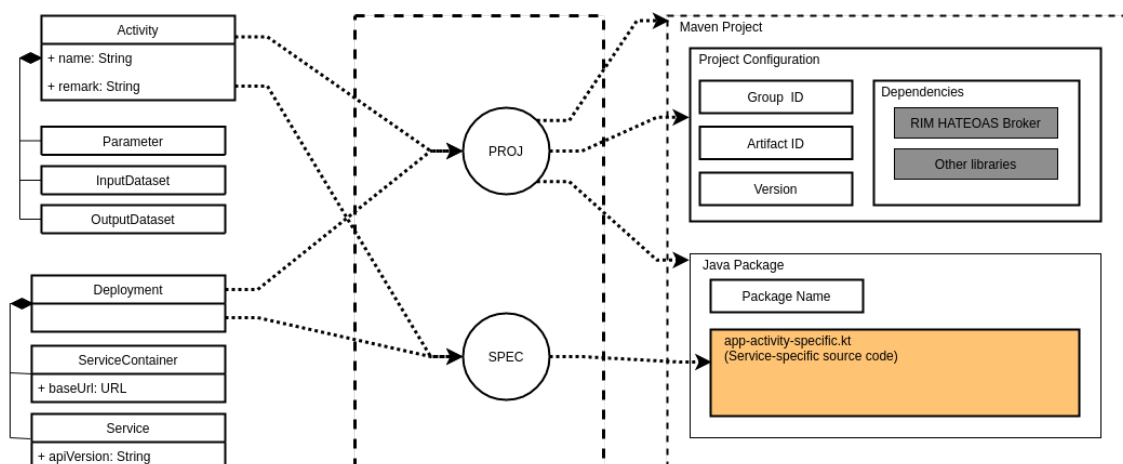 Activity
+ name: String
+ remark: String
Parameter
InputDataset
OutputDataset
Deployment
ServiceContainer
+ baseUrl: URL
Service
+ apiVersion: String
PROJ
SPEC
Maven Project
Project Configuration
Group ID
Artifact ID
Version
Dependencies
RIM HATEOAS Broker
Other libraries
Java Package
Package Name
app-activity-specific.kt
(Service-specific source code)